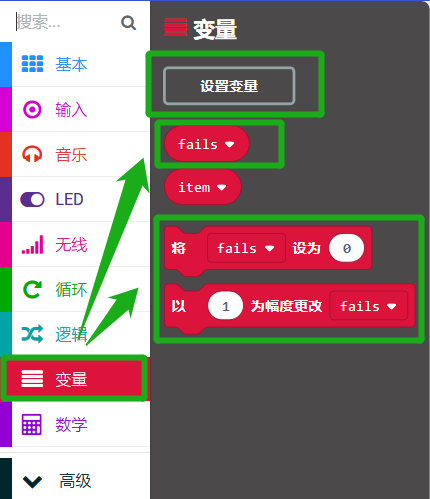 搜索...
基本
输入
音乐
LED
无线
循环
逻辑
变量
数学
高级
变量
设置变量
fails
item
将 fails 设为 0
以 1 为幅度更改 fails